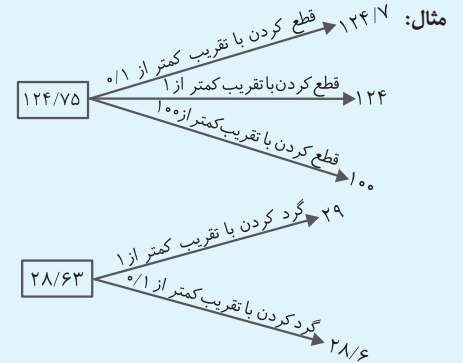 مثال:
۱۲۴/۷۵
قطع کردن با تقریب کمتر از ۰/۱
۱۲۴/۷
قطع کردن با تقریب کمتر از ۱
۱۲۴
قطع کردن با تقریب کمتر از ۱۰۰
۱۰۰
۲۸/۶۳
گرد کردن با تقریب کمتر از ۱
۲۹
گرد کردن با تقریب کمتر از ۰/۱
۲۸/۶